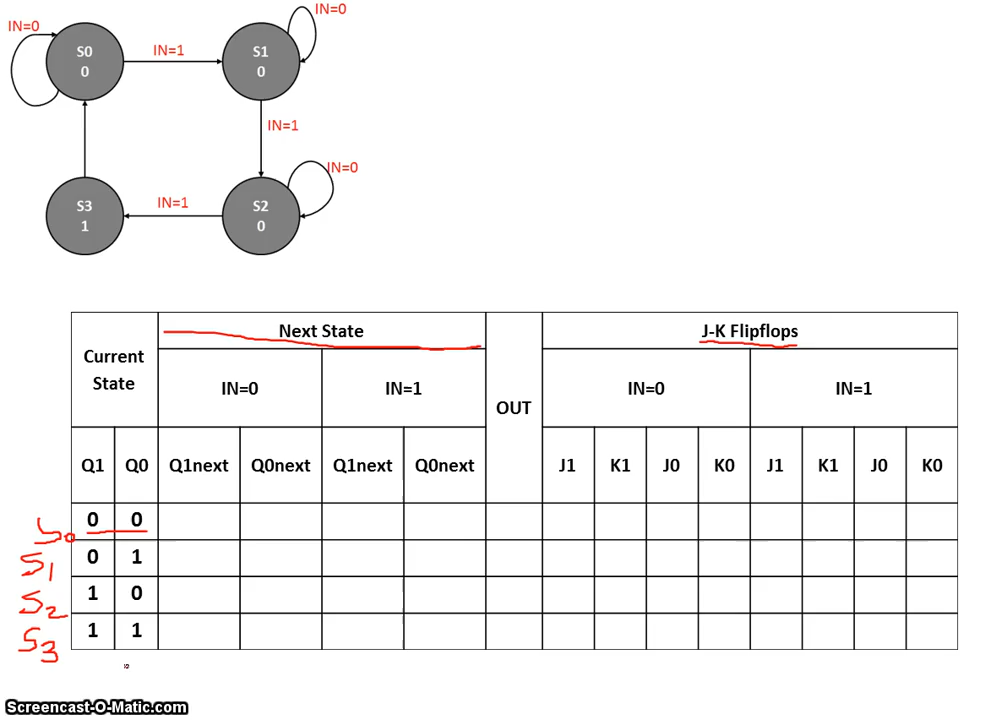 IN=0
IN=0
S0
0
IN=1
S1
0
IN=1
IN=0
S3
1
IN=1
S2
0
Current State
Next State
OUT
J-K Flipflops
IN=0
IN=1
IN=0
IN=1
Q1 Q0 Q1next Q0next Q1next Q0next J1 K1 J0 K0 J1 K1 J0 K0
S0 0 0
S1 0 1
S2 1 0
S3 1 1
Screencast-O-Matic.com